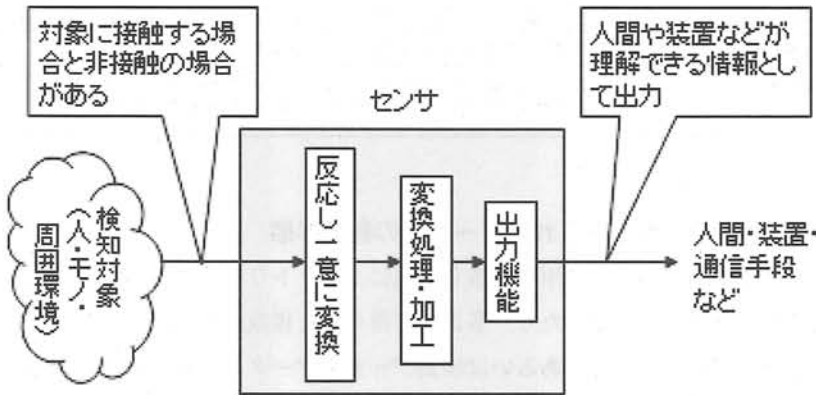 対象に接触する場
合と非接触の場合
がある
人間や装置などが
理解できる情報とし
て出力
センサ
検知対象
(人・モノ・
周囲環境)
反応し一意に変換
変換処理・加工
出力機能
人間・装置・
通信手段
など